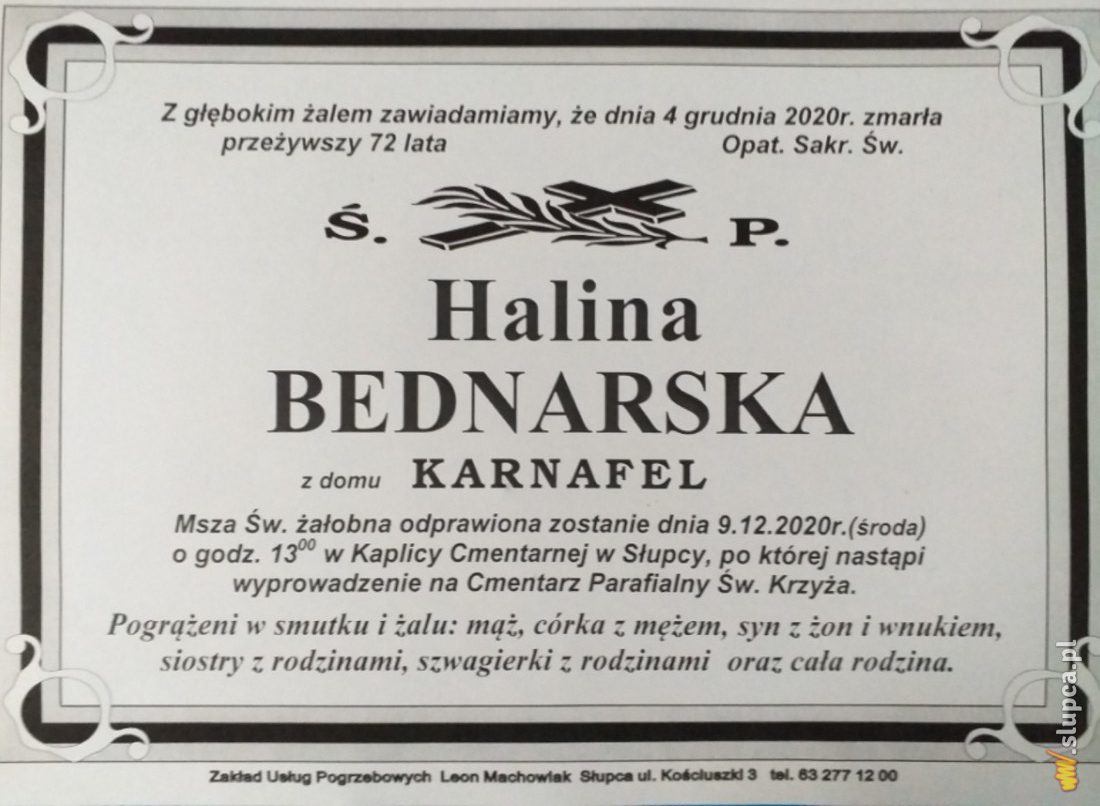 Z głębokim żalem zawiadamiamy, że dnia 4 grudnia 2020r. zmarła
przeżywszy 72 lata Opat. Sakr. Św.
Ś. P.
Halina
BEDNARSKA
z domu KARNAFEL
Msza Św. żałobna odprawiona zostanie dnia 9.12.2020r.(środa)
o godz. 13⁰⁰ w Kaplicy Cmentarnej w Słupcy, po której nastąpi
wyprowadzenie na Cmentarz Parafialny Św. Krzyża.
Pogrążeni w smutku i żalu: mąż, córka z mężem, syn z żon i wnukiem,
siostry z rodzinami, szwagierki z rodzinami oraz cała rodzina.
Zakład Usług Pogrzebowych Leon Machowiak Słupca ul. Kościuszki 3 tel. 63 277 12 00
.slupca.pl